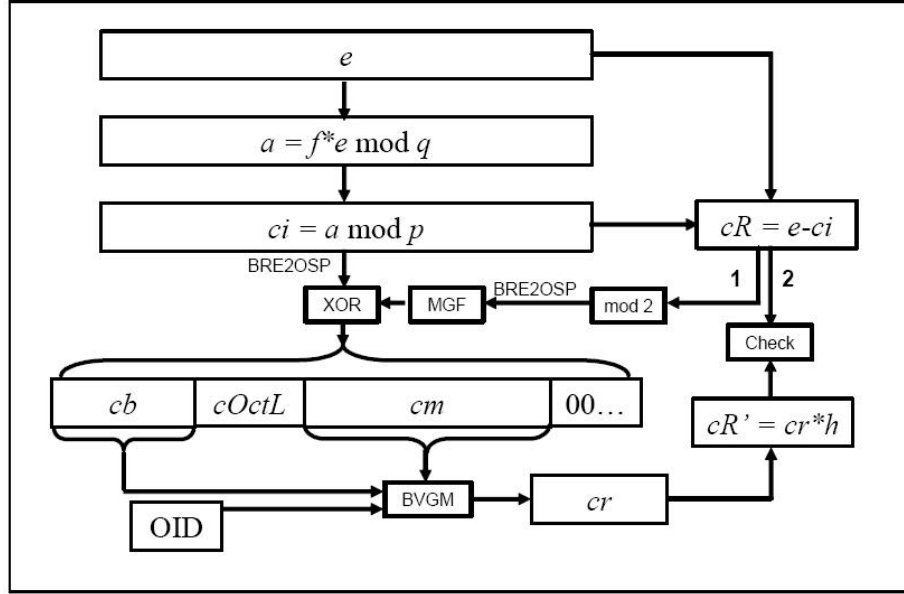 e
a = f*e mod q
ci = a mod p
cR = e-ci
BRE2OSP
1
2
XOR
MGF
BRE2OSP
mod 2
Check
cb
cOctL
cm
00…
cR' = cr*h
BVGM
cr
OID